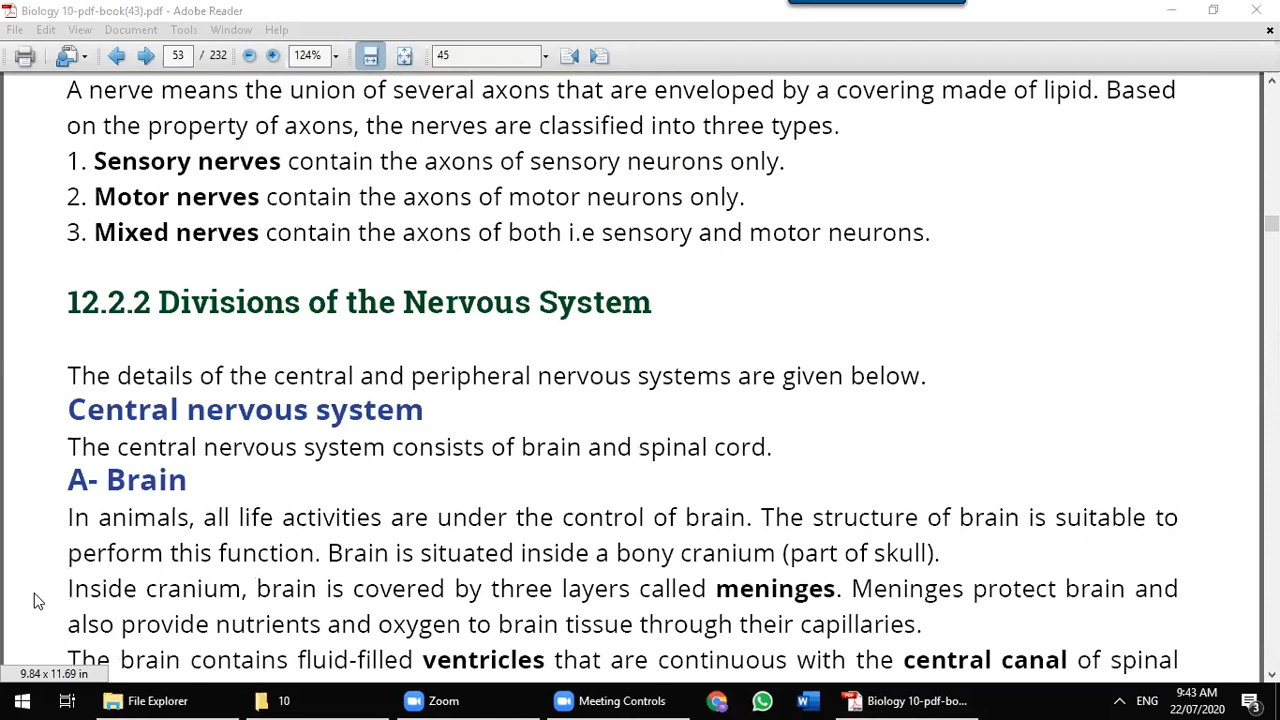 Biology 10-pdf-book(43).pdf - Adobe Reader
File Edit View Document Tools Window Help
53 / 232 124% 45
A nerve means the union of several axons that are enveloped by a covering made of lipid. Based
on the property of axons, the nerves are classified into three types.
1. Sensory nerves contain the axons of sensory neurons only.
2. Motor nerves contain the axons of motor neurons only.
3. Mixed nerves contain the axons of both i.e sensory and motor neurons.
12.2.2 Divisions of the Nervous System
The details of the central and peripheral nervous systems are given below.
Central nervous system
The central nervous system consists of brain and spinal cord.
A- Brain
In animals, all life activities are under the control of brain. The structure of brain is suitable to
perform this function. Brain is situated inside a bony cranium (part of skull).
Inside cranium, brain is covered by three layers called meninges. Meninges protect brain and
also provide nutrients and oxygen to brain tissue through their capillaries.
The brain contains fluid-filled ventricles that are continuous with the central canal of spinal
9.84 x 11.69 in
File Explorer 10 Zoom Meeting Controls Biology 10-pdf-bo... ENG
9:43 AM
22/07/2020
3